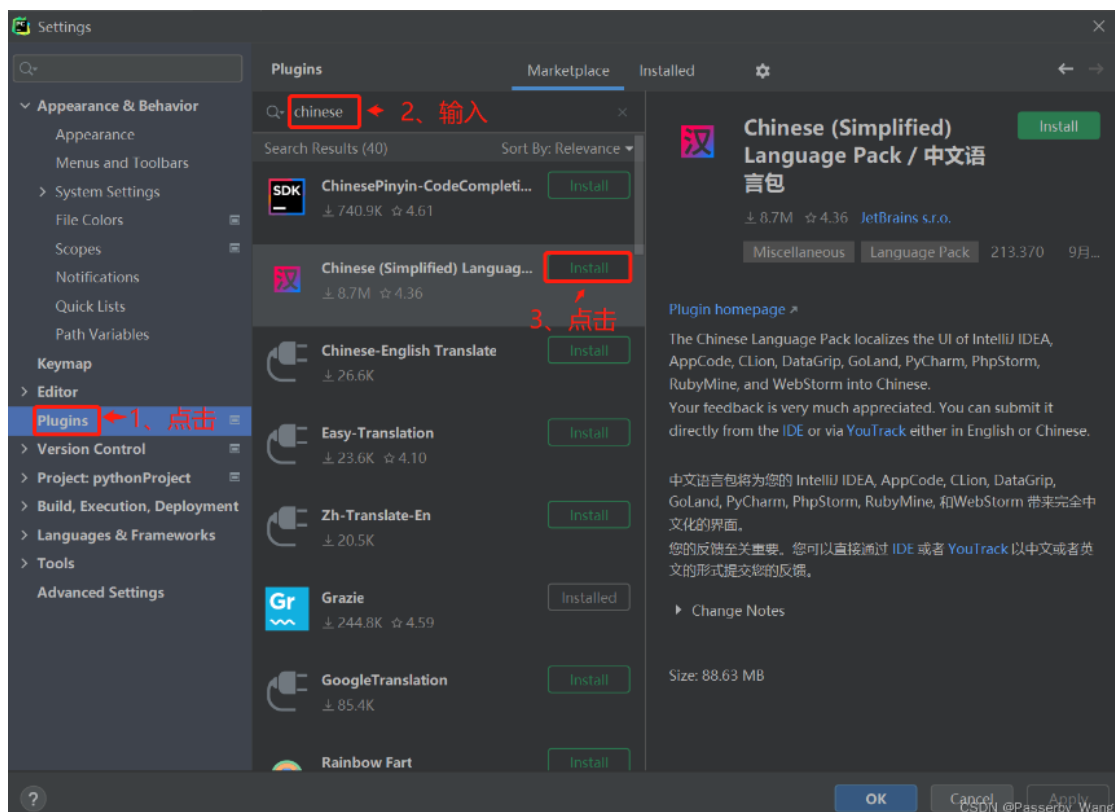 Settings
Appearance & Behavior
Appearance
Menus and Toolbars
System Settings
File Colors
Scopes
Notifications
Quick Lists
Path Variables
Keymap
Editor
Plugins
1、点击
Version Control
Project: pythonProject
Build, Execution, Deployment
Languages & Frameworks
Tools
Advanced Settings
Plugins
Marketplace
Installed
chinese
2、输入
Search Results (40)
Sort By: Relevance
SDK
ChinesePinyin-CodeCompleti...
Install
740.9K 4.61
汉
Chinese (Simplified) Languag...
Install
8.7M 4.36
3、点击
Chinese-English Translate
Install
26.6K
Easy-Translation
Install
23.6K 4.10
Zh-Translate-En
Install
20.5K
Gr
Grazie
Installed
244.8K 4.59
GoogleTranslation
Install
85.4K
Rainbow Fart
Install
汉
Chinese (Simplified)
Language Pack / 中文语
言包
Install
8.7M 4.36 JetBrains s.r.o.
Miscellaneous Language Pack 213.370 9月...
Plugin homepage
The Chinese Language Pack localizes the UI of IntelliJ IDEA,
AppCode, CLion, DataGrip, GoLand, PyCharm, PhpStorm,
RubyMine, and WebStorm into Chinese.
Your feedback is very much appreciated. You can submit it
directly from the IDE or via YouTrack either in English or Chinese.
中文语言包将为您的 IntelliJ IDEA, AppCode, CLion, DataGrip,
GoLand, PyCharm, PhpStorm, RubyMine, 和WebStorm 带来完全中
文化的界面。
您的反馈至关重要。您可以直接通过 IDE 或者 YouTrack 以中文或者英
文的形式提交您的反馈。
Change Notes
Size: 88.63 MB
?
OK
Cancel
Apply
CSDN @Passerby_Wang